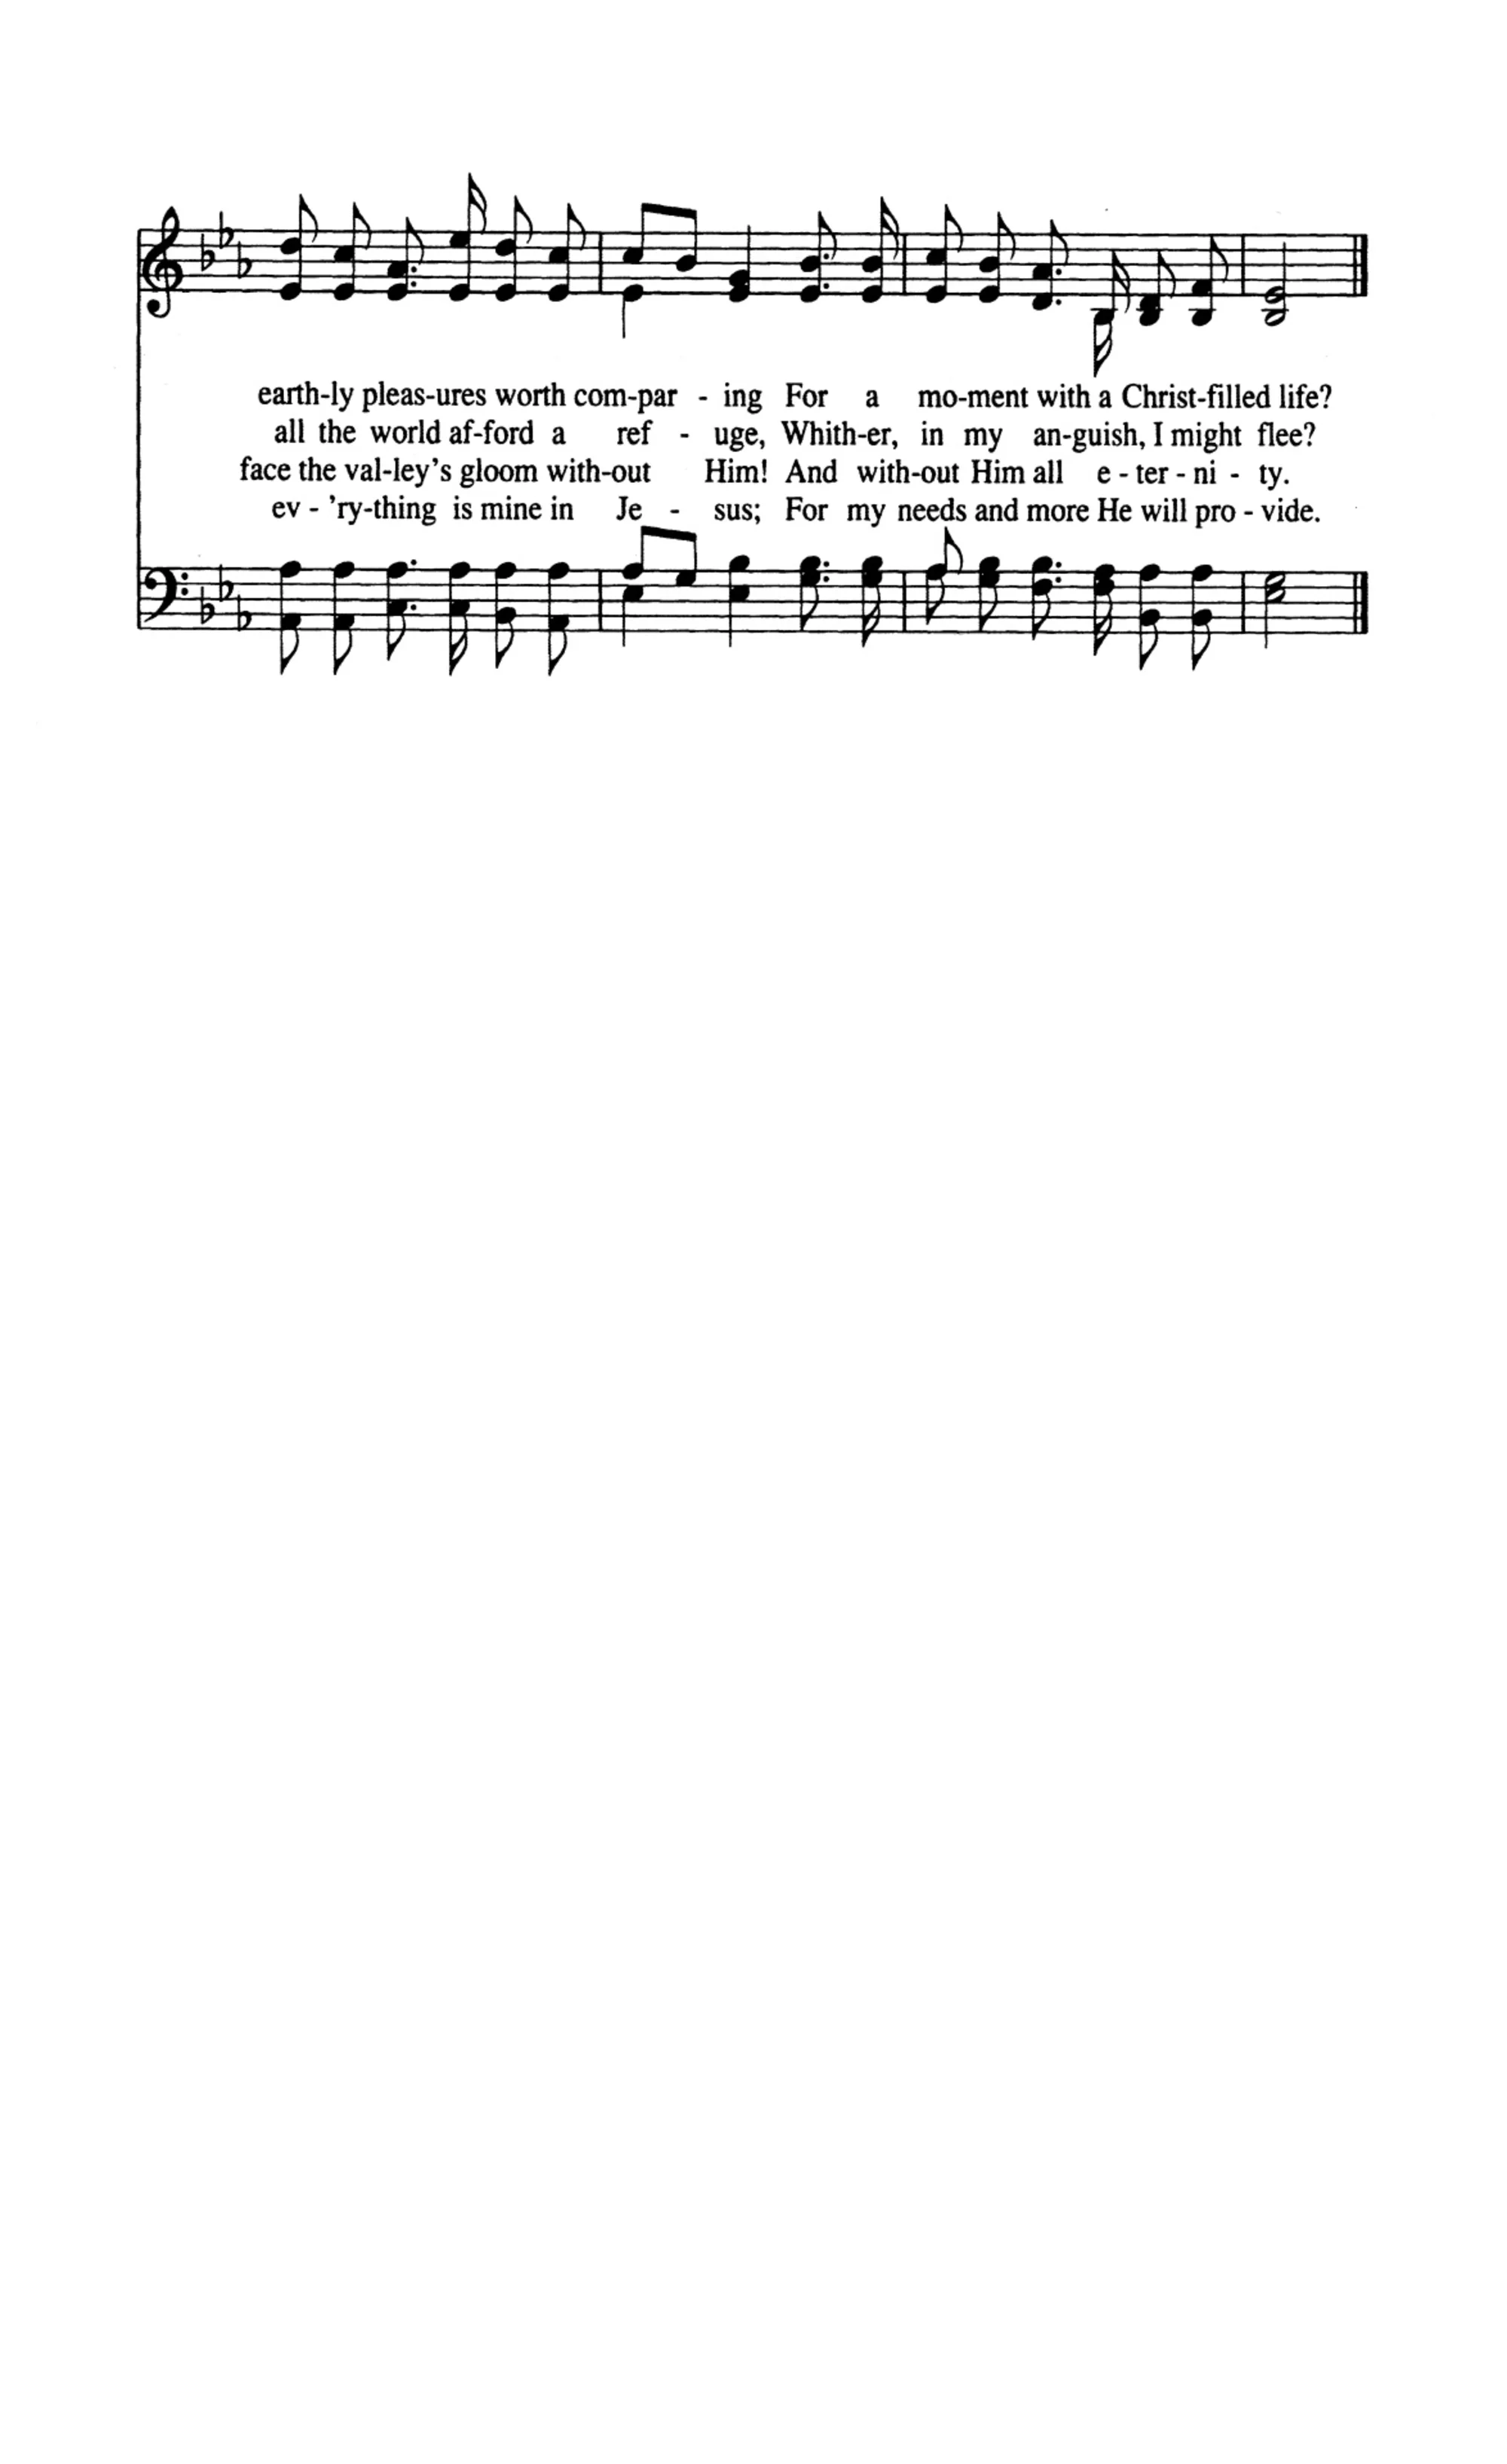 earth-ly pleas-ures worth com-par - ing For a mo-ment with a Christ-filled life?
all the world af-ford a ref - uge, Whith-er, in my an-guish, I might flee?
face the val-ley's gloom with-out Him! And with-out Him all e - ter - ni - ty.
ev - 'ry-thing is mine in Je - sus; For my needs and more He will pro - vide.